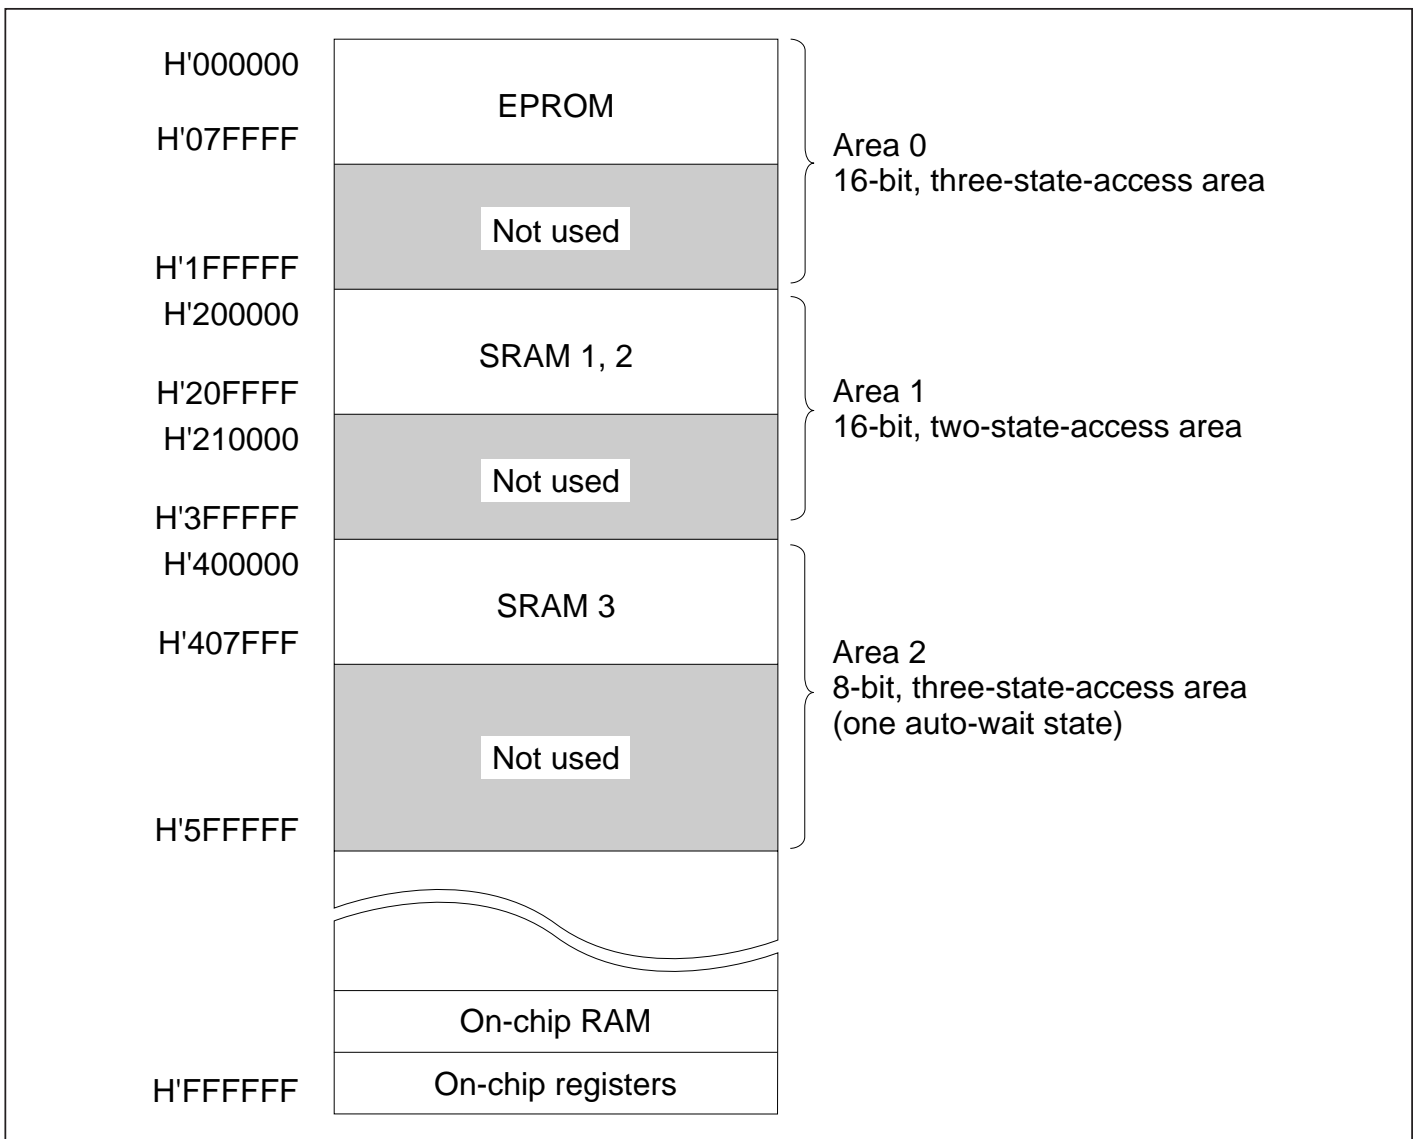 H'000000
EPROM
H'07FFFF
Area 0
16-bit, three-state-access area
Not used
H'1FFFFF
H'200000
SRAM 1, 2
H'20FFFF
Area 1
16-bit, two-state-access area
H'210000
Not used
H'3FFFFF
H'400000
SRAM 3
H'407FFF
Area 2
8-bit, three-state-access area
(one auto-wait state)
Not used
H'5FFFFF
On-chip RAM
On-chip registers
H'FFFFFF